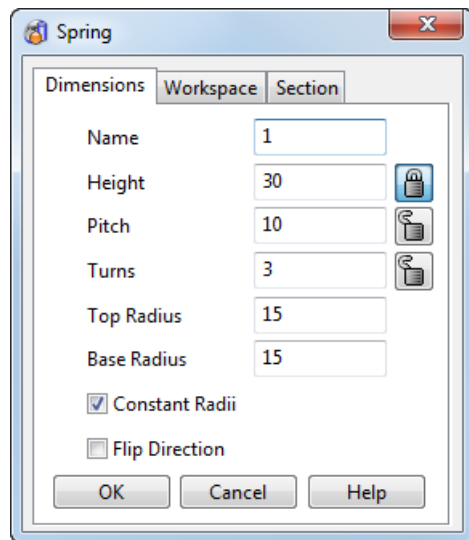 Spring
Dimensions Workspace Section
Name 1
Height 30
Pitch 10
Turns 3
Top Radius 15
Base Radius 15
Constant Radii
Flip Direction
OK Cancel Help